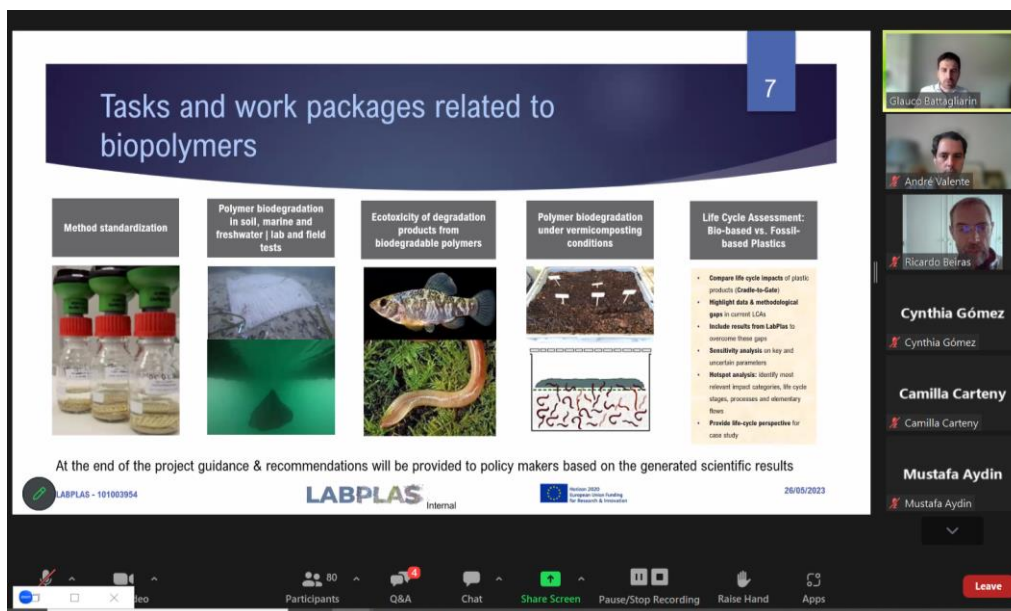 7
Tasks and work packages related to
biopolymers
Method standardization
Polymer biodegradation
in soil, marine and
freshwater | lab and field
tests
Ecotoxicity of degradation
products from
biodegradable polymers
Polymer biodegradation
under vermicomposting
conditions
Life Cycle Assessment:
Bio-based vs. Fossil-
based Plastics
• Compare life cycle impacts of plastic
products (Cradle-to-Gate)
• Highlight data & methodological
gaps in current LCAs
• Include results from LabPlas to
overcome these gaps
• Sensitivity analysis on key and
uncertain parameters
• Hotspot analysis: identify most
relevant impact categories, life cycle
stages, processes and elementary
flows
• Provide life-cycle perspective for
case study
At the end of the project guidance & recommendations will be provided to policy makers based on the generated scientific results
LABPLAS - 101003954
LABPLAS
Internal
Horizon 2020
European Union Funding
for Research & Innovation
26/05/2023
Glauco Battagliarin
André Valente
Ricardo Beiras
Cynthia Gómez
Cynthia Gómez
Camilla Carteny
Camilla Carteny
Mustafa Aydin
Mustafa Aydin
deo
80
Participants
4
Q&A
Chat
Share Screen
Pause/Stop Recording
Raise Hand
Apps
Leave